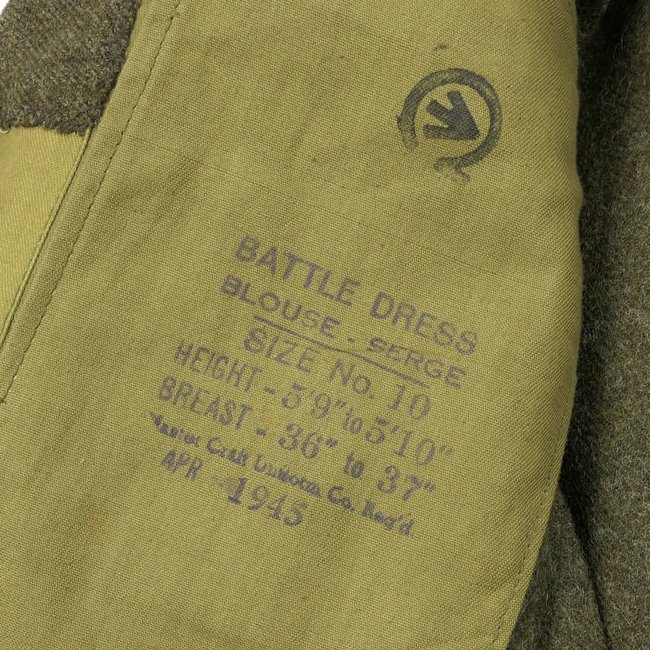 BATTLE DRESS
BLOUSE - SERGE
SIZE No. 10
HEIGHT - 5'9" to 5'10"
BREAST - 36" to 37"
Master Craft Uniform Co. Reg'd.
APR 1945